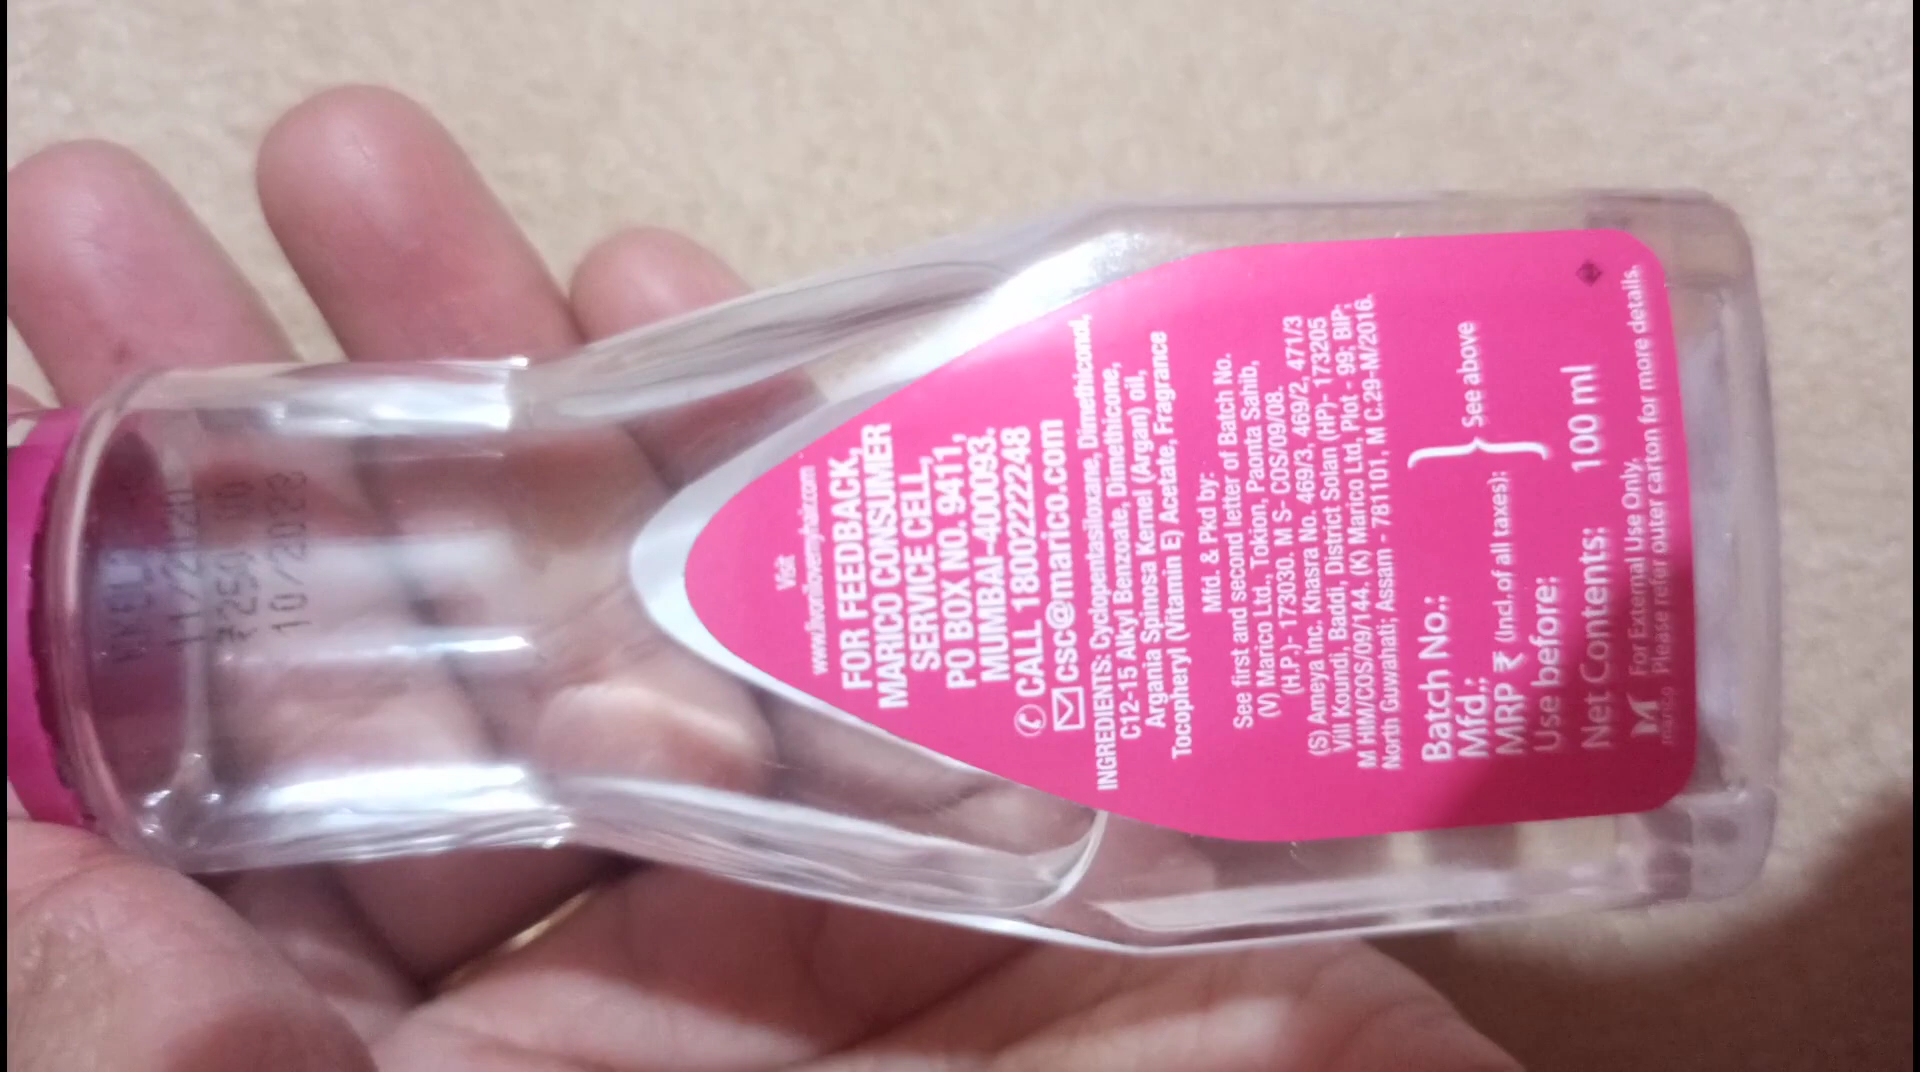 11/2020
₹250.00
10/2023
Visit
www.livonilovemyhair.com
FOR FEEDBACK,
MARICO CONSUMER
SERVICE CELL,
PO BOX NO. 9411,
MUMBAI-400093.
CALL 18002222248
csc@marico.com
INGREDIENTS: Cyclopentasiloxane, Dimethiconol,
C12-15 Alkyl Benzoate, Dimethicone,
Argania Spinosa Kernel (Argan) oil,
Tocopheryl (Vitamin E) Acetate, Fragrance
Mfd. & Pkd by:
See first and second letter of Batch No.
(V) Marico Ltd., Tokion, Paonta Sahib,
(H.P.)- 173030. M S- COS/09/08.
(S) Ameya Inc. Khasra No. 469/3, 469/2, 471/3
Vill Koundi, Baddi, District Solan (HP)- 173205
M HIM/COS/09/144. (K) Marico Ltd, Plot - 99; BIP;
North Guwahati; Assam - 781101, M C.29-M/2016.
Batch No.:
Mfd.:
MRP ₹ (Incl. of all taxes):
Use before:
See above
Net Contents: 100 ml
For External Use Only.
Please refer outer carton for more details.
marico